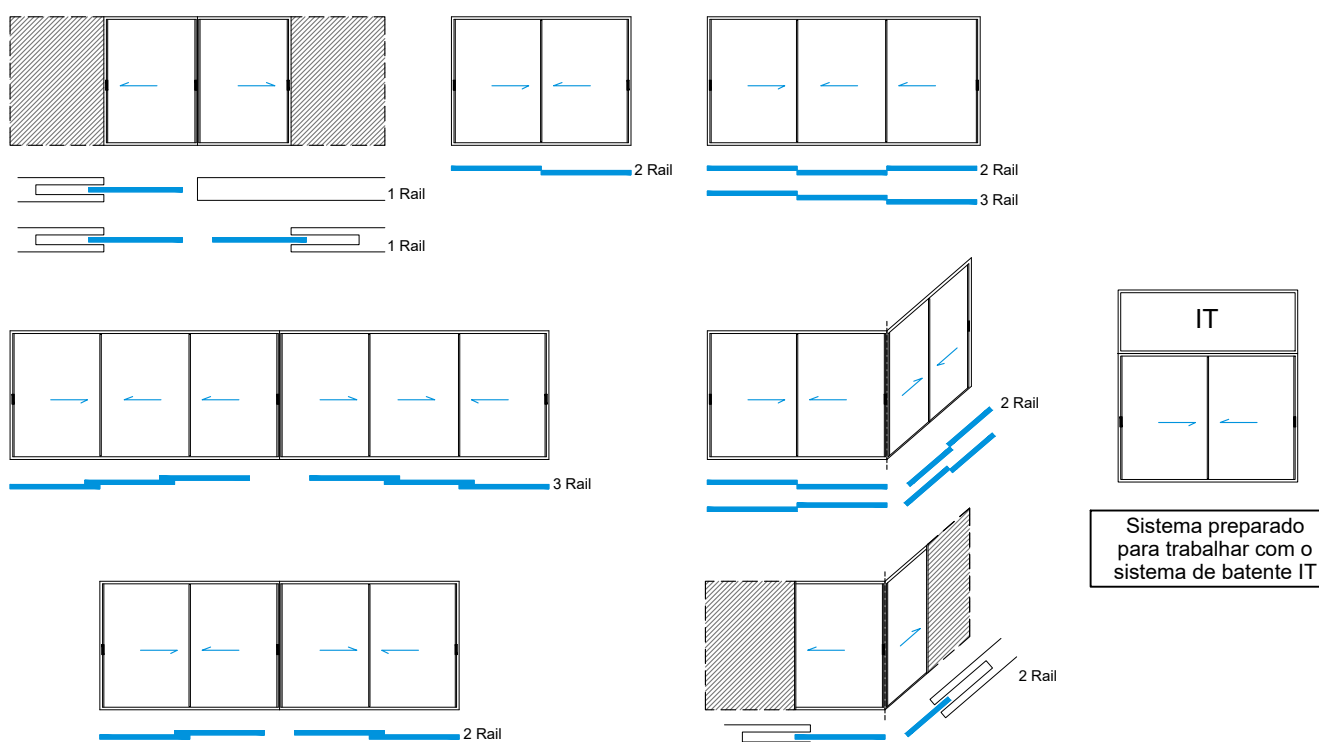 2 Rail
2 Rail
1 Rail
3 Rail
1 Rail
IT
2 Rail
3 Rail
Sistema preparado
para trabalhar com o
sistema de batente IT
2 Rail
2 Rail